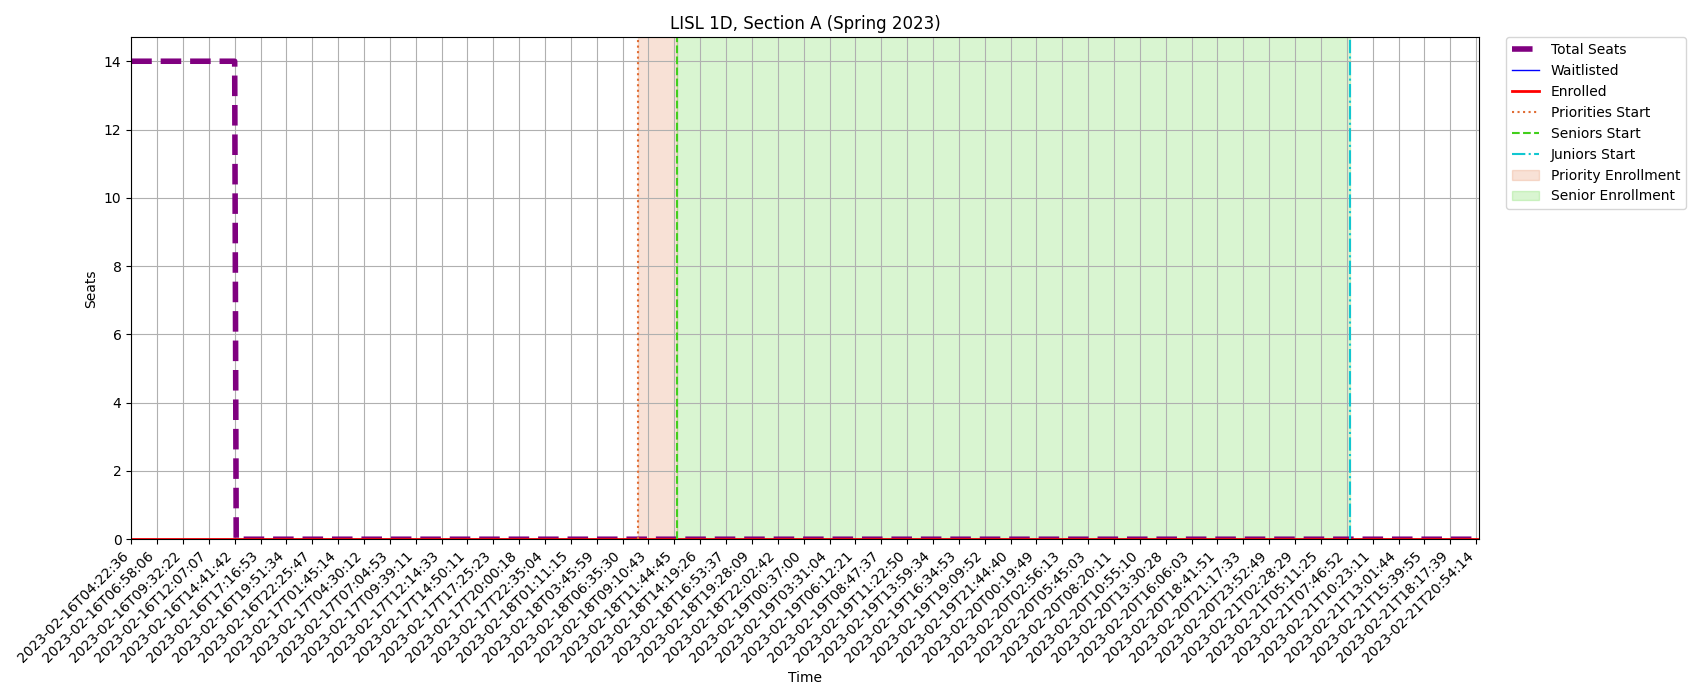 LISL 1D, Section A (Spring 2023)
Total Seats
Waitlisted
Enrolled
Priorities Start
Seniors Start
Juniors Start
Priority Enrollment
Senior Enrollment
Seats
14
12
10
8
6
4
2
0
2023-02-16T04:22:36
2023-02-16T06:58:06
2023-02-16T09:32:22
2023-02-16T12:07:07
2023-02-16T14:41:42
2023-02-16T17:16:53
2023-02-16T19:51:34
2023-02-16T22:25:47
2023-02-17T01:45:14
2023-02-17T04:30:12
2023-02-17T07:04:53
2023-02-17T09:39:11
2023-02-17T12:14:33
2023-02-17T14:50:11
2023-02-17T17:25:23
2023-02-17T20:00:18
2023-02-17T22:35:04
2023-02-18T01:11:15
2023-02-18T03:45:59
2023-02-18T06:35:30
2023-02-18T09:10:43
2023-02-18T11:44:45
2023-02-18T14:19:26
2023-02-18T16:53:37
2023-02-18T19:28:09
2023-02-18T22:02:42
2023-02-19T00:37:00
2023-02-19T03:31:04
2023-02-19T06:12:21
2023-02-19T08:47:37
2023-02-19T11:22:50
2023-02-19T13:59:34
2023-02-19T16:34:53
2023-02-19T19:09:52
2023-02-19T21:44:40
2023-02-20T00:19:49
2023-02-20T02:56:13
2023-02-20T05:45:03
2023-02-20T08:20:11
2023-02-20T10:55:10
2023-02-20T13:30:28
2023-02-20T16:06:03
2023-02-20T18:41:51
2023-02-20T21:17:33
2023-02-20T23:52:49
2023-02-21T02:28:29
2023-02-21T05:11:25
2023-02-21T07:46:52
2023-02-21T10:23:11
2023-02-21T13:01:44
2023-02-21T15:39:55
2023-02-21T18:17:39
2023-02-21T20:54:14
Time